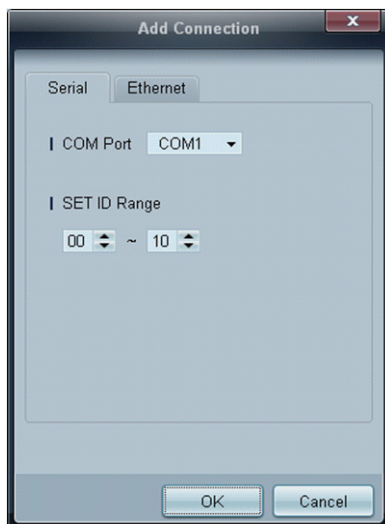 Add Connection
x
Serial Ethernet
COM Port COM1
SET ID Range
00 ~ 10
OK Cancel